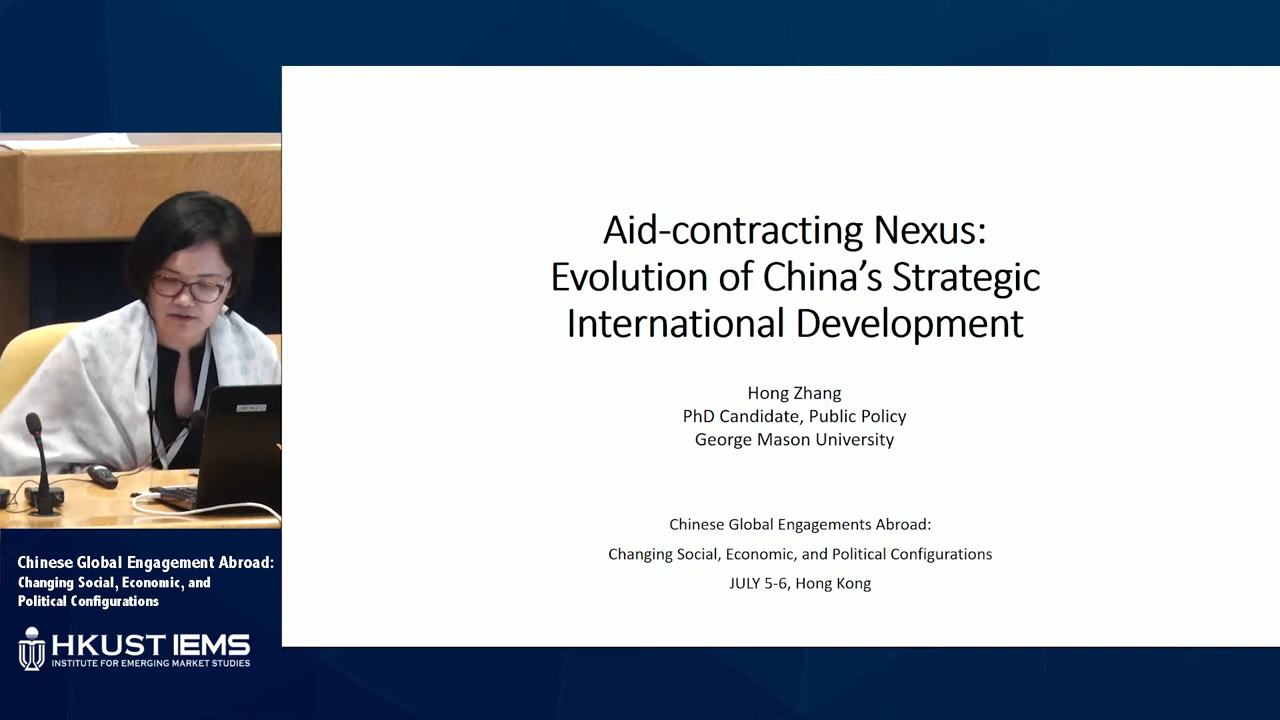 Aid-contracting Nexus:
Evolution of China's Strategic
International Development
Hong Zhang
PhD Candidate, Public Policy
George Mason University
Chinese Global Engagements Abroad:
Changing Social, Economic, and Political Configurations
JULY 5-6, Hong Kong
Chinese Global Engagement Abroad:
Changing Social, Economic, and
Political Configurations
HKUST IEMS
INSTITUTE FOR EMERGING MARKET STUDIES